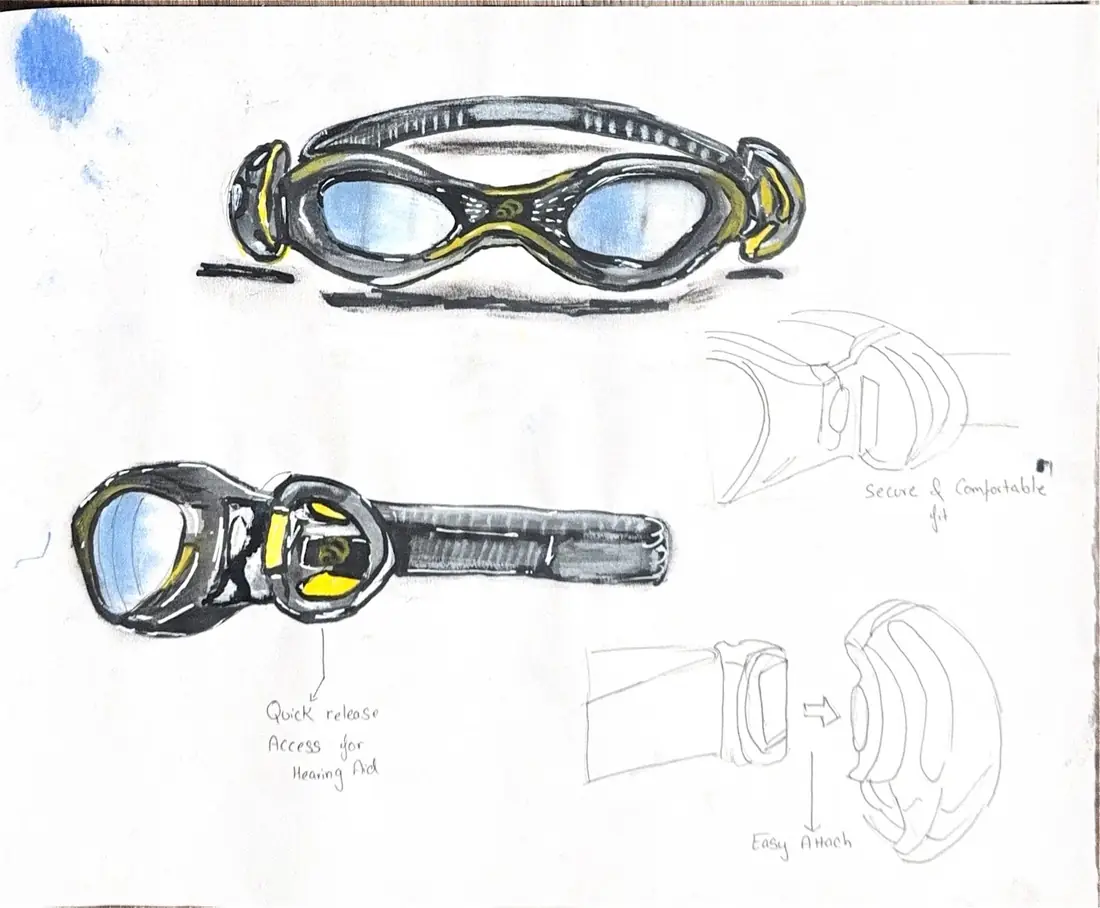 Secure & Comfortable
fit
Quick release
Access for
Hearing Aid
Easy Attach